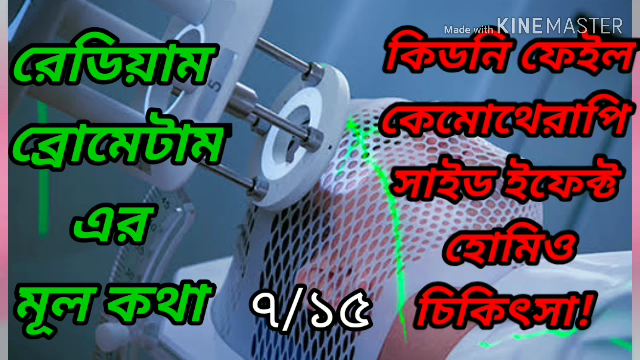 Made with KINEMASTER
রেডিয়াম
ব্রোমেটাম
এর
মূল কথা
৭/১৫
কিডনি ফেইল
কেমোথেরাপি
সাইড ইফেক্ট
হোমিও
চিকিৎসা!